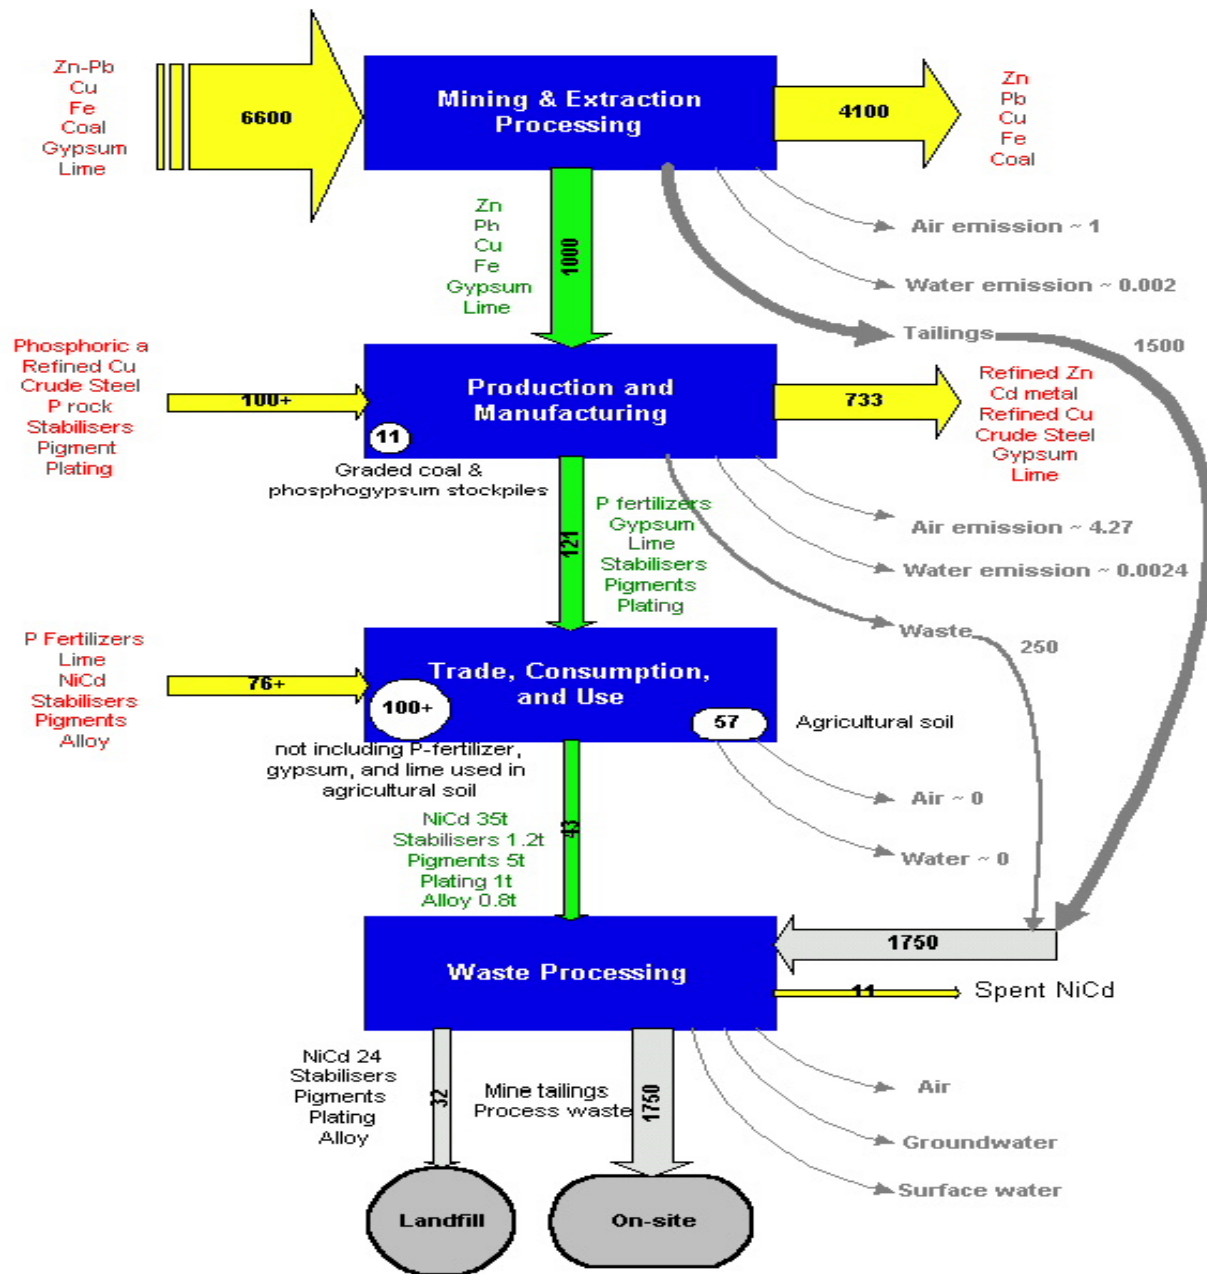 Zn-Pb
Cu
Fe
Coal
Gypsum
Lime
6600
Mining & Extraction
Processing
4100
Zn
Pb
Cu
Fe
Coal
Zn
Pb
Cu
Fe
Gypsum
Lime
1000
Air emission ~ 1
Water emission ~ 0.002
Tailings
1500
Phosphoric a
Refined Cu
Crude Steel
P rock
Stabilisers
Pigment
Plating
100+
Production and
Manufacturing
11
733
Refined Zn
Cd metal
Refined Cu
Crude Steel
Gypsum
Lime
Graded coal &
phosphogypsum stockpiles
121
P fertilizers
Gypsum
Lime
Stabilisers
Pigments
Plating
Air emission ~ 4.27
Water emission ~ 0.0024
Waste
250
P Fertilizers
Lime
NiCd
Stabilisers
Pigments
Alloy
76+
Trade, Consumption,
and Use
100+
57
Agricultural soil
not including P-fertilizer,
gypsum, and lime used in
agricultural soil
43
NiCd 35t
Stabilisers 1.2t
Pigments 5t
Plating 1t
Alloy 0.8t
Air ~ 0
Water ~ 0
Waste Processing
1750
11
Spent NiCd
NiCd 24
Stabilisers
Pigments
Plating
Alloy
32
Mine tailings
Process waste
1750
Air
Groundwater
Surface water
Landfill
On-site